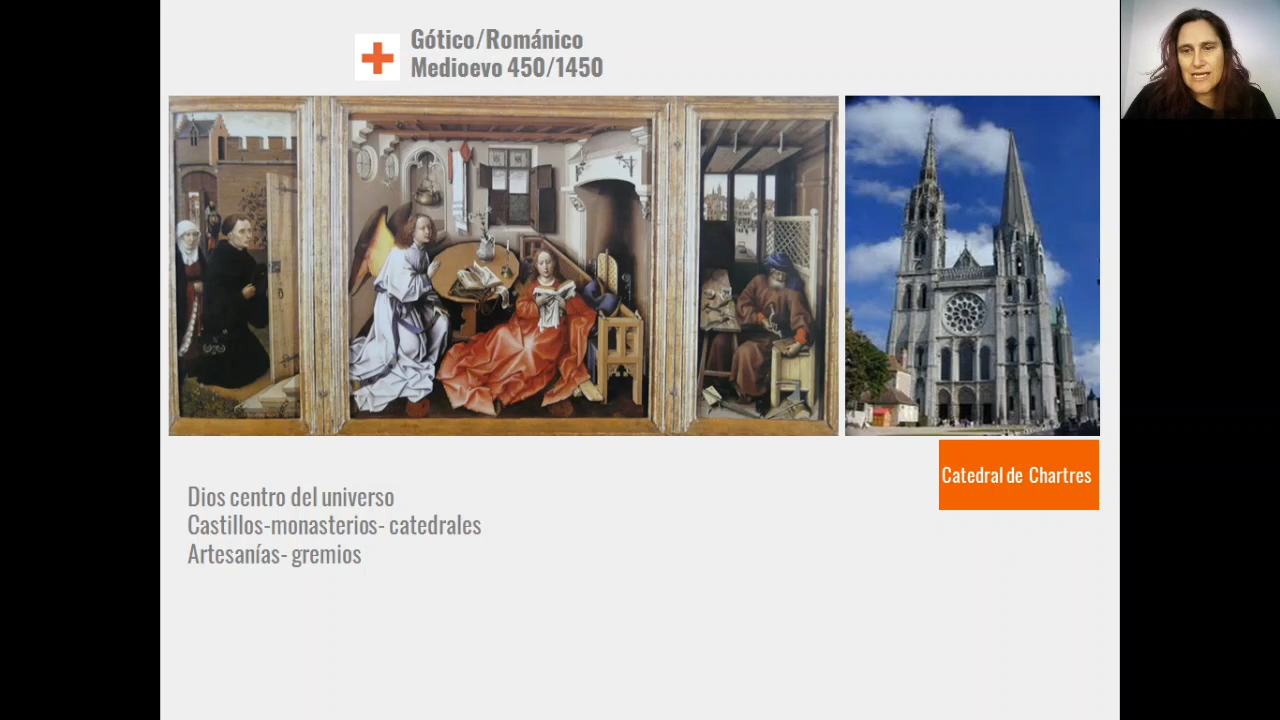 Gótico/Románico
Medioevo 450/1450
Catedral de Chartres
Dios centro del universo
Castillos-monasterios- catedrales
Artesanías- gremios